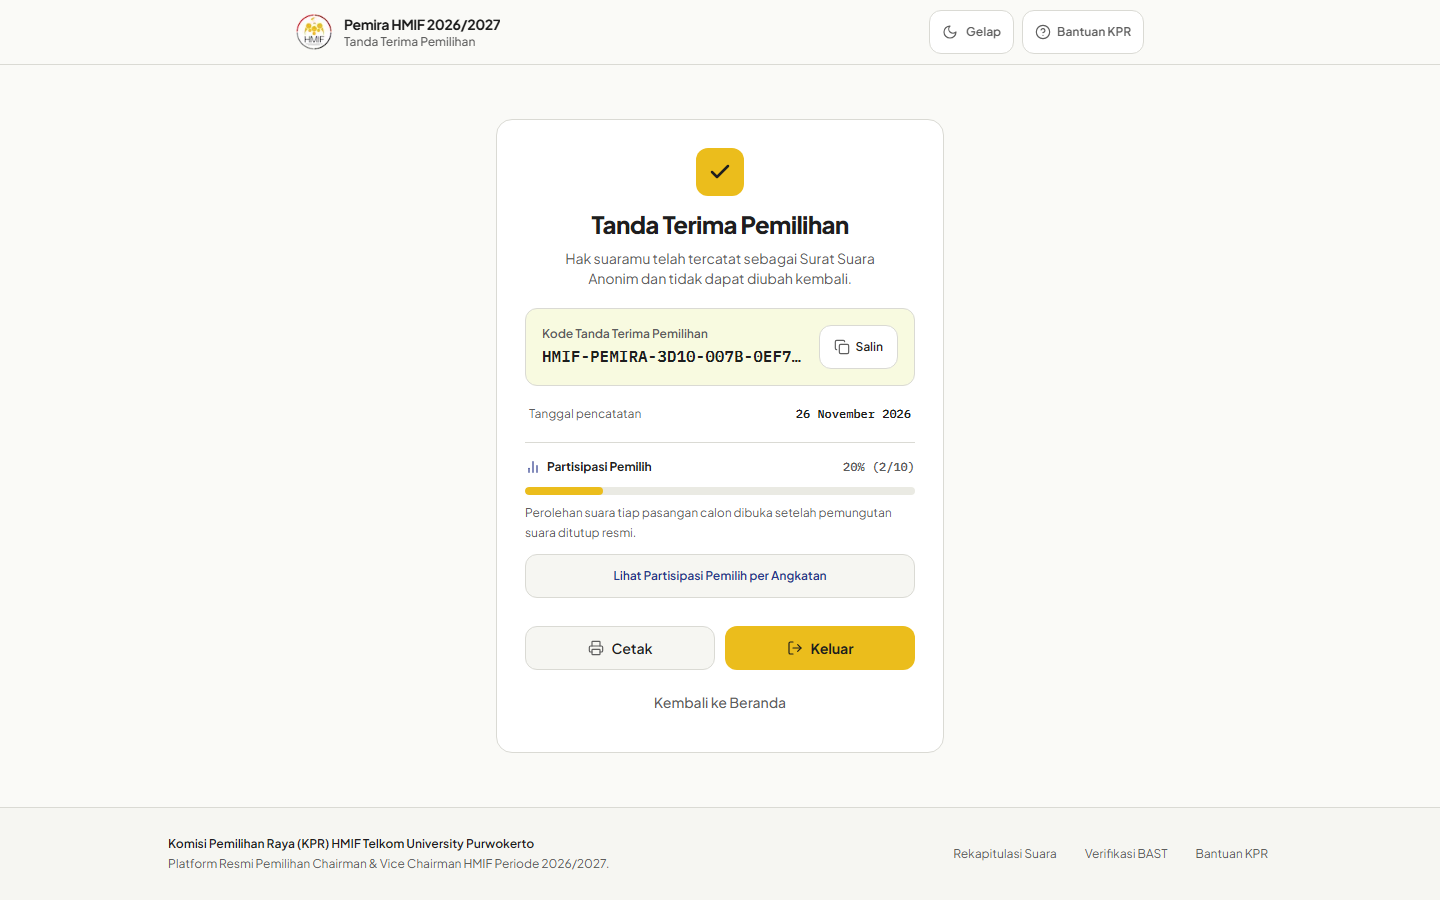 HMIF
Pemira HMIF 2026/2027
Tanda Terima Pemilihan
Gelap
Bantuan KPR
Tanda Terima Pemilihan
Hak suaramu telah tercatat sebagai Surat Suara
Anonim dan tidak dapat diubah kembali.
Kode Tanda Terima Pemilihan
HMIF-PEMIRA-3D10-007B-0EF7…
Salin
Tanggal pencatatan
26 November 2026
Partisipasi Pemilih
20% (2/10)
Perolehan suara tiap pasangan calon dibuka setelah pemungutan
suara ditutup resmi.
Lihat Partisipasi Pemilih per Angkatan
Cetak
Keluar
Kembali ke Beranda
Komisi Pemilihan Raya (KPR) HMIF Telkom University Purwokerto
Platform Resmi Pemilihan Chairman & Vice Chairman HMIF Periode 2026/2027.
Rekapitulasi Suara
Verifikasi BAST
Bantuan KPR